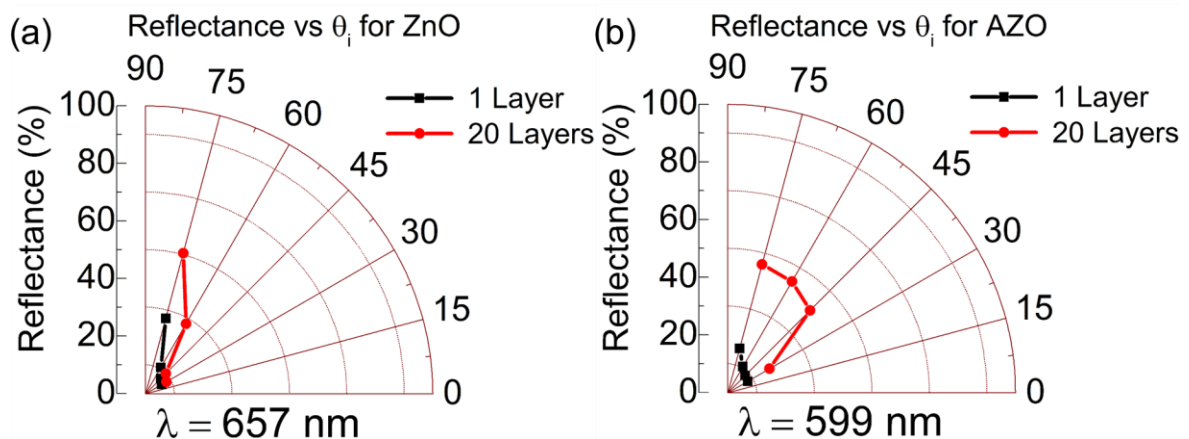 (a) Reflectance vs θi for ZnO
90
75
60
45
30
15
0
100
80
60
40
20
0
Reflectance (%)
1 Layer
20 Layers
λ = 657 nm
(b) Reflectance vs θi for AZO
90
75
60
45
30
15
0
100
80
60
40
20
0
Reflectance (%)
1 Layer
20 Layers
λ = 599 nm